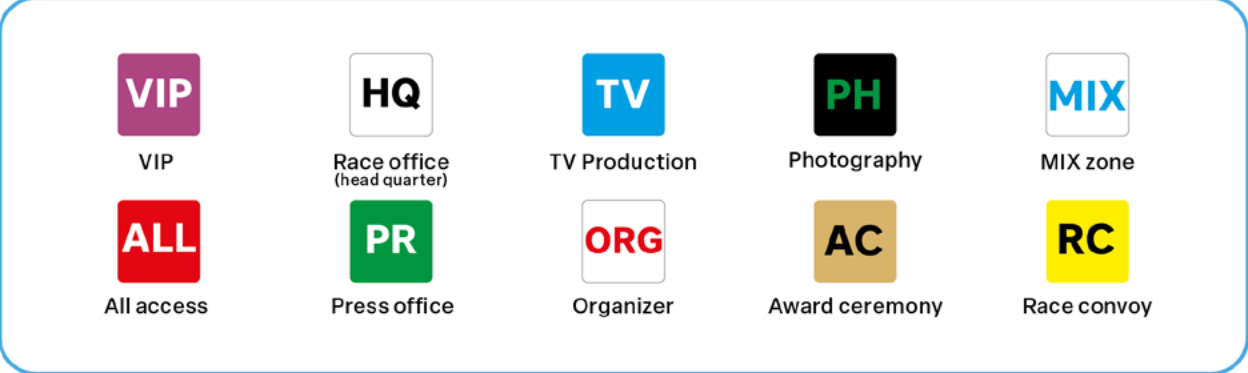 VIP
HQ
TV
PH
MIX
VIP
Race office
(head quarter)
TV Production
Photography
MIX zone
ALL
PR
ORG
AC
RC
All access
Press office
Organizer
Award ceremony
Race convoy